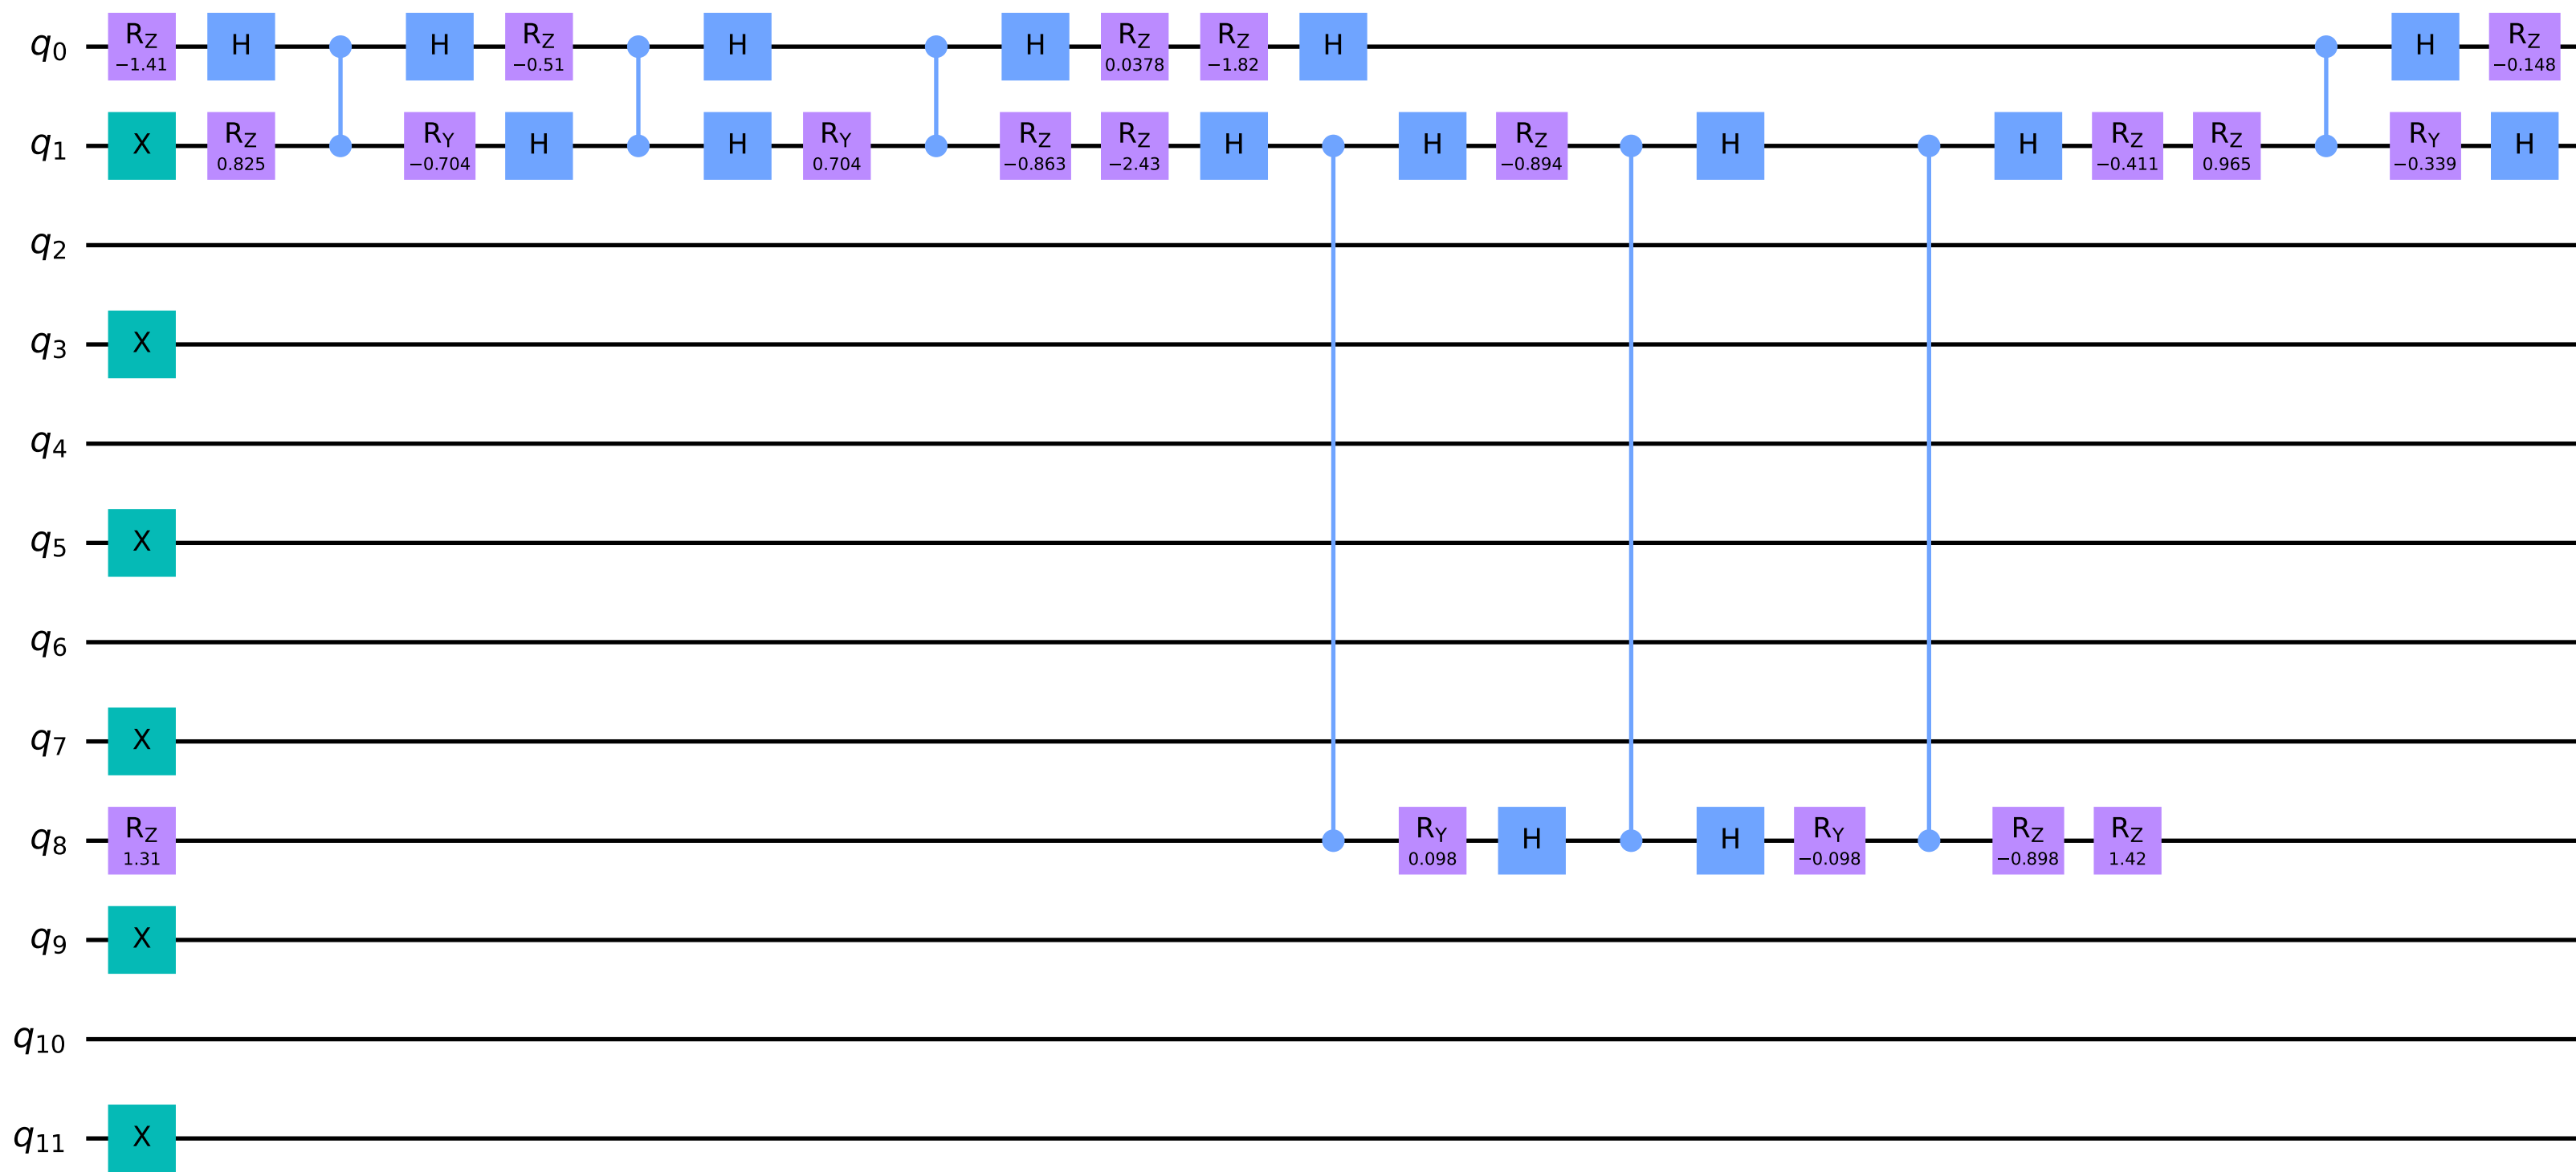 q0 RZ −1.41 H H RZ −0.51 H H RZ 0.0378 RZ −1.82 H H RZ −0.148
q1 X RZ 0.825 RY −0.704 H H RY 0.704 RZ −0.863 RZ −2.43 H H RZ −0.894 H H RZ −0.411 RZ 0.965 RY −0.339 H
q2
q3 X
q4
q5 X
q6
q7 X
q8 RZ 1.31 RY 0.098 H H RY −0.098 RZ −0.898 RZ 1.42
q9 X
q10
q11 X